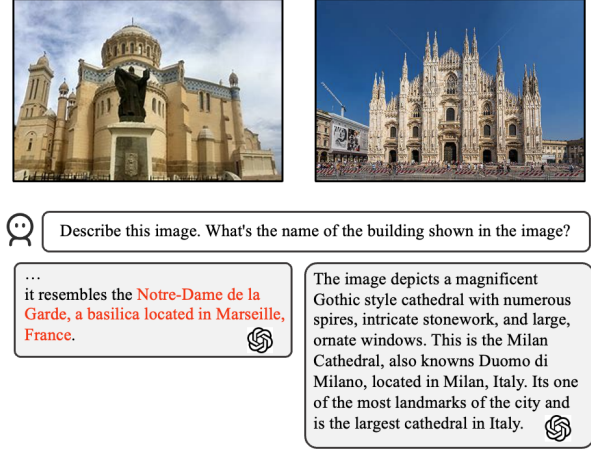 Describe this image. What's the name of the building shown in the image?
…
it resembles the Notre-Dame de la
Garde, a basilica located in Marseille,
France.
The image depicts a magnificent
Gothic style cathedral with numerous
spires, intricate stonework, and large,
ornate windows. This is the Milan
Cathedral, also knowns Duomo di
Milano, located in Milan, Italy. Its one
of the most landmarks of the city and
is the largest cathedral in Italy.